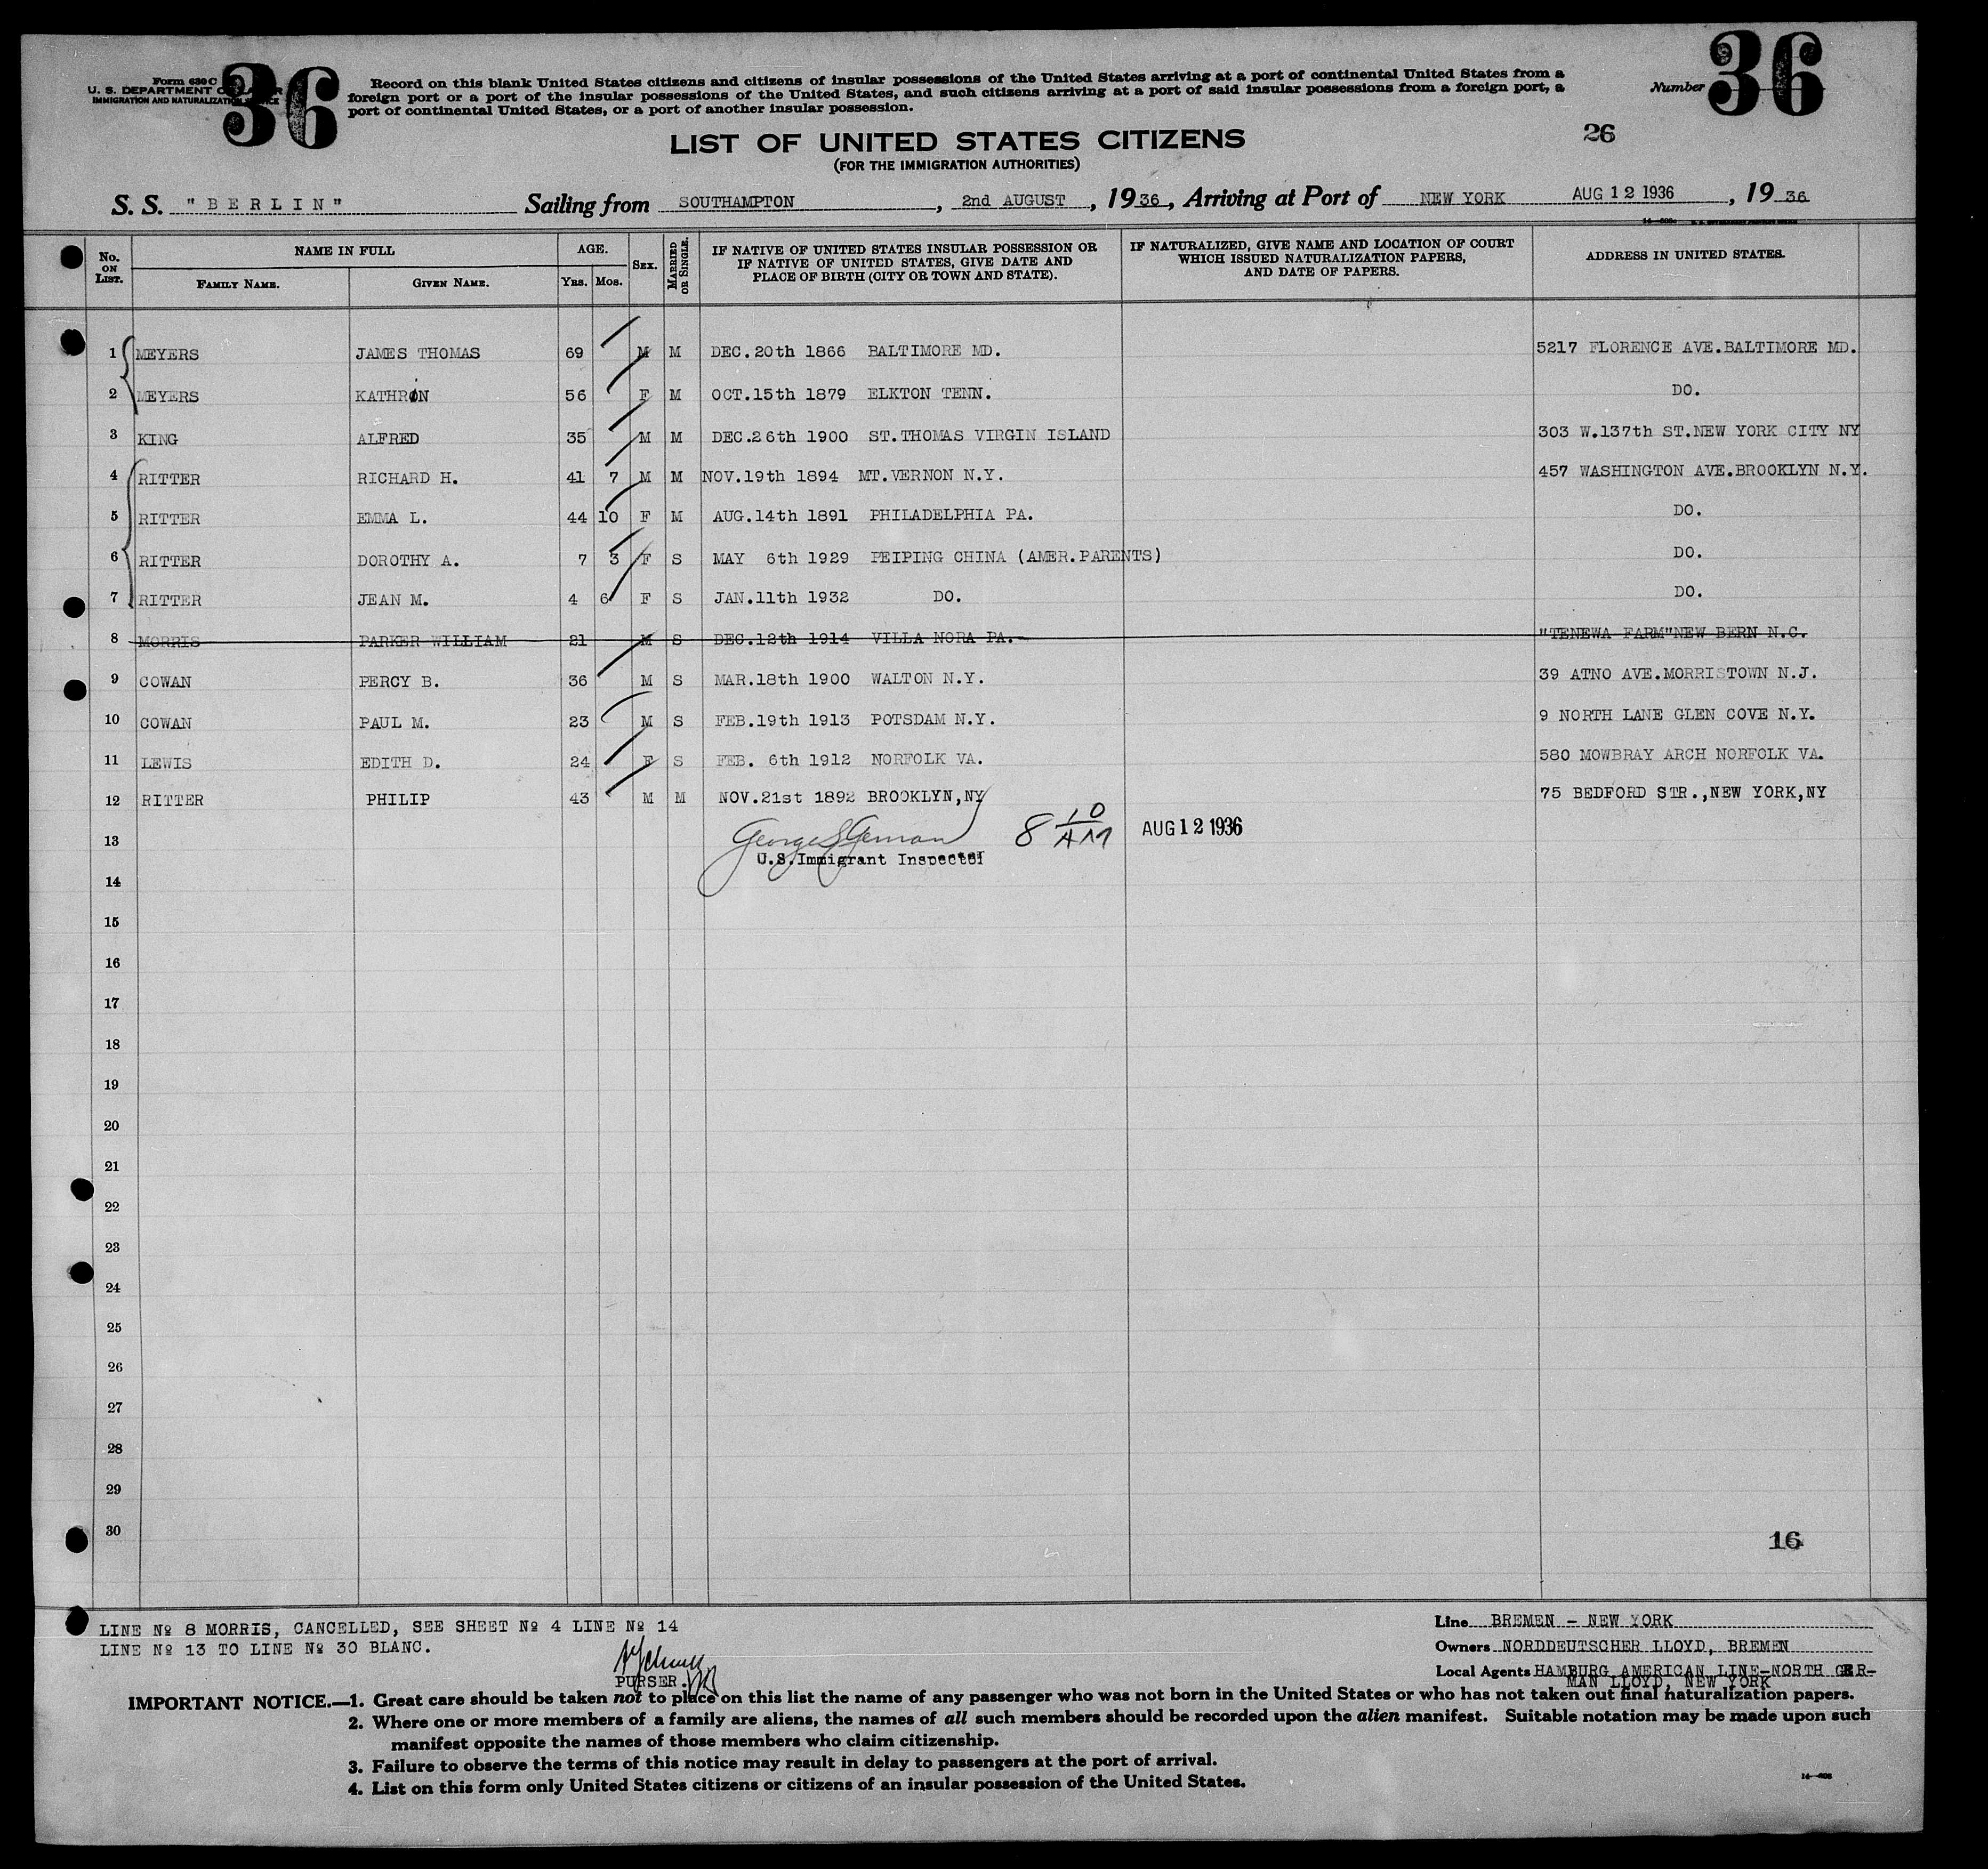 Form 630 C
U. S. DEPARTMENT OF LABOR
IMMIGRATION AND NATURALIZATION SERVICE
36
Record on this blank United States citizens and citizens of insular possessions of the United States arriving at a port of continental United States from a
foreign port or a port of the insular possessions of the United States, and such citizens arriving at a port of said insular possessions from a foreign port, a
port of continental United States, or a port of another insular possession.
Number 36
26
LIST OF UNITED STATES CITIZENS
(FOR THE IMMIGRATION AUTHORITIES)
S. S. "BERLIN" Sailing from SOUTHAMPTON, 2nd AUGUST, 1936, Arriving at Port of NEW YORK AUG 12 1936, 1936
No. ON LIST. NAME IN FULL FAMILY NAME. GIVEN NAME. AGE. YRS. MOS. SEX. MARRIED OR SINGLE. IF NATIVE OF UNITED STATES INSULAR POSSESSION OR IF NATIVE OF UNITED STATES, GIVE DATE AND PLACE OF BIRTH (CITY OR TOWN AND STATE). IF NATURALIZED, GIVE NAME AND LOCATION OF COURT WHICH ISSUED NATURALIZATION PAPERS, AND DATE OF PAPERS. ADDRESS IN UNITED STATES.
1 MEYERS JAMES THOMAS 69 M M DEC.20th 1866 BALTIMORE MD. 5217 FLORENCE AVE.BALTIMORE MD.
2 MEYERS KATHRON 56 F M OCT.15th 1879 ELKTON TENN. DO.
3 KING ALFRED 35 M M DEC.26th 1900 ST.THOMAS VIRGIN ISLAND 303 W.137th ST.NEW YORK CITY NY
4 RITTER RICHARD H. 41 7 M M NOV.19th 1894 MT.VERNON N.Y. 457 WASHINGTON AVE.BROOKLYN N.Y.
5 RITTER EMMA L. 44 10 F M AUG.14th 1891 PHILADELPHIA PA. DO.
6 RITTER DOROTHY A. 7 3 F S MAY 6th 1929 PEIPING CHINA (AMER.PARENTS) DO.
7 RITTER JEAN M. 4 6 F S JAN.11th 1932 DO. DO.
8 MORRIS PARKER WILLIAM 21 M S DEC.12th 1914 VILLA NORA PA. "TENEWA FARM"NEW BERN N.C.
9 COWAN PERCY B. 36 M S MAR.18th 1900 WALTON N.Y. 39 ATNO AVE.MORRISTOWN N.J.
10 COWAN PAUL M. 23 M S FEB.19th 1913 POTSDAM N.Y. 9 NORTH LANE GLEN COVE N.Y.
11 LEWIS EDITH D. 24 F S FEB. 6th 1912 NORFOLK VA. 580 MOWBRAY ARCH NORFOLK VA.
12 RITTER PHILIP 43 M M NOV.21st 1892 BROOKLYN,NY 75 BEDFORD STR.,NEW YORK,NY
13 George 8 10 AM AUG 12 1936
U.S.Immigrant Inspector
14
15
16
17
18
19
20
21
22
23
24
25
26
27
28
29
30
16
LINE № 8 MORRIS, CANCELLED, SEE SHEET № 4 LINE № 14
LINE № 13 TO LINE № 30 BLANC.
PURSER.
Line BREMEN - NEW YORK
Owners NORDDEUTSCHER LLOYD, BREMEN
Local Agents HAMBURG AMERICAN LINE-NORTH GER-
MAN LLOYD, NEW YORK
IMPORTANT NOTICE.—1. Great care should be taken not to place on this list the name of any passenger who was not born in the United States or who has not taken out final naturalization papers.
2. Where one or more members of a family are aliens, the names of all such members should be recorded upon the alien manifest. Suitable notation may be made upon such
manifest opposite the names of those members who claim citizenship.
3. Failure to observe the terms of this notice may result in delay to passengers at the port of arrival.
4. List on this form only United States citizens or citizens of an insular possession of the United States.